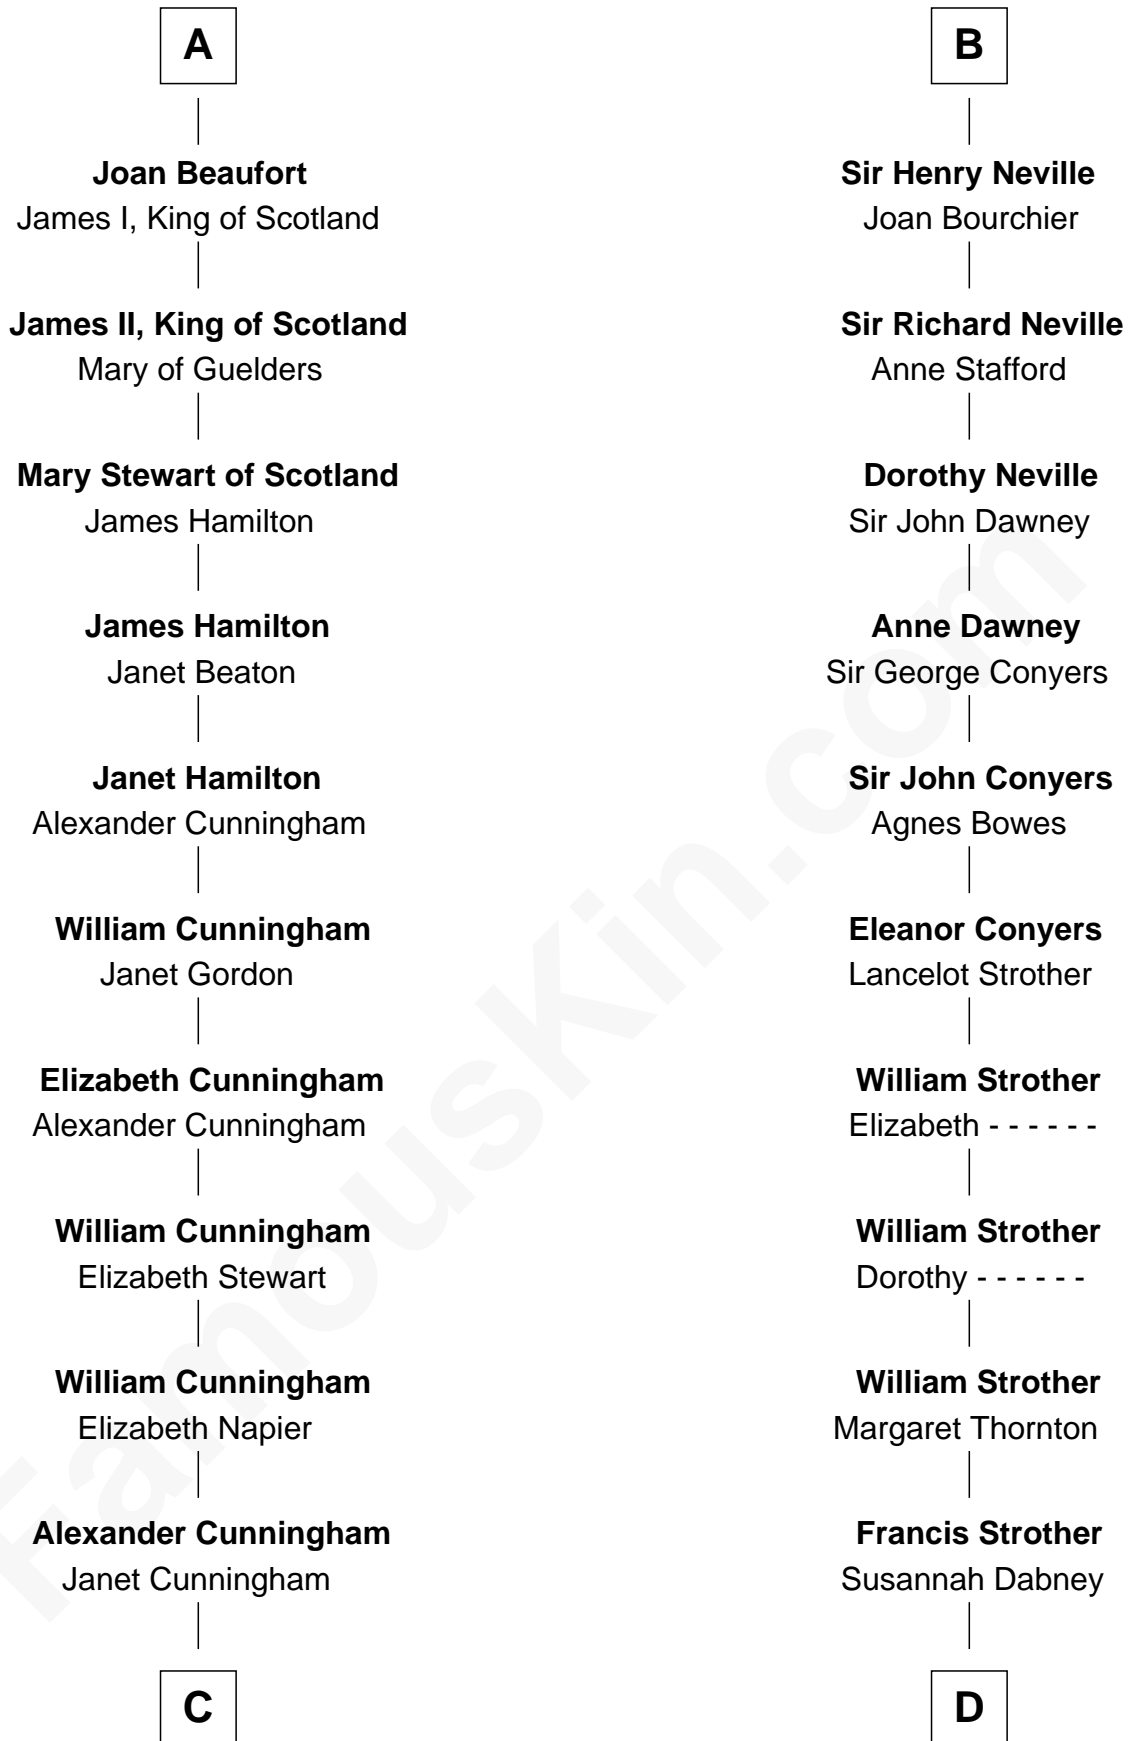 A
Joan Beaufort
James I, King of Scotland
James II, King of Scotland
Mary of Guelders
Mary Stewart of Scotland
James Hamilton
James Hamilton
Janet Beaton
Janet Hamilton
Alexander Cunningham
William Cunningham
Janet Gordon
Elizabeth Cunningham
Alexander Cunningham
William Cunningham
Elizabeth Stewart
William Cunningham
Elizabeth Napier
Alexander Cunningham
Janet Cunningham
C
B
Sir Henry Neville
Joan Bourchier
Sir Richard Neville
Anne Stafford
Dorothy Neville
Sir John Dawney
Anne Dawney
Sir George Conyers
Sir John Conyers
Agnes Bowes
Eleanor Conyers
Lancelot Strother
William Strother
Elizabeth - - - - - -
William Strother
Dorothy - - - - - -
William Strother
Margaret Thornton
Francis Strother
Susannah Dabney
D
FamousKin.com